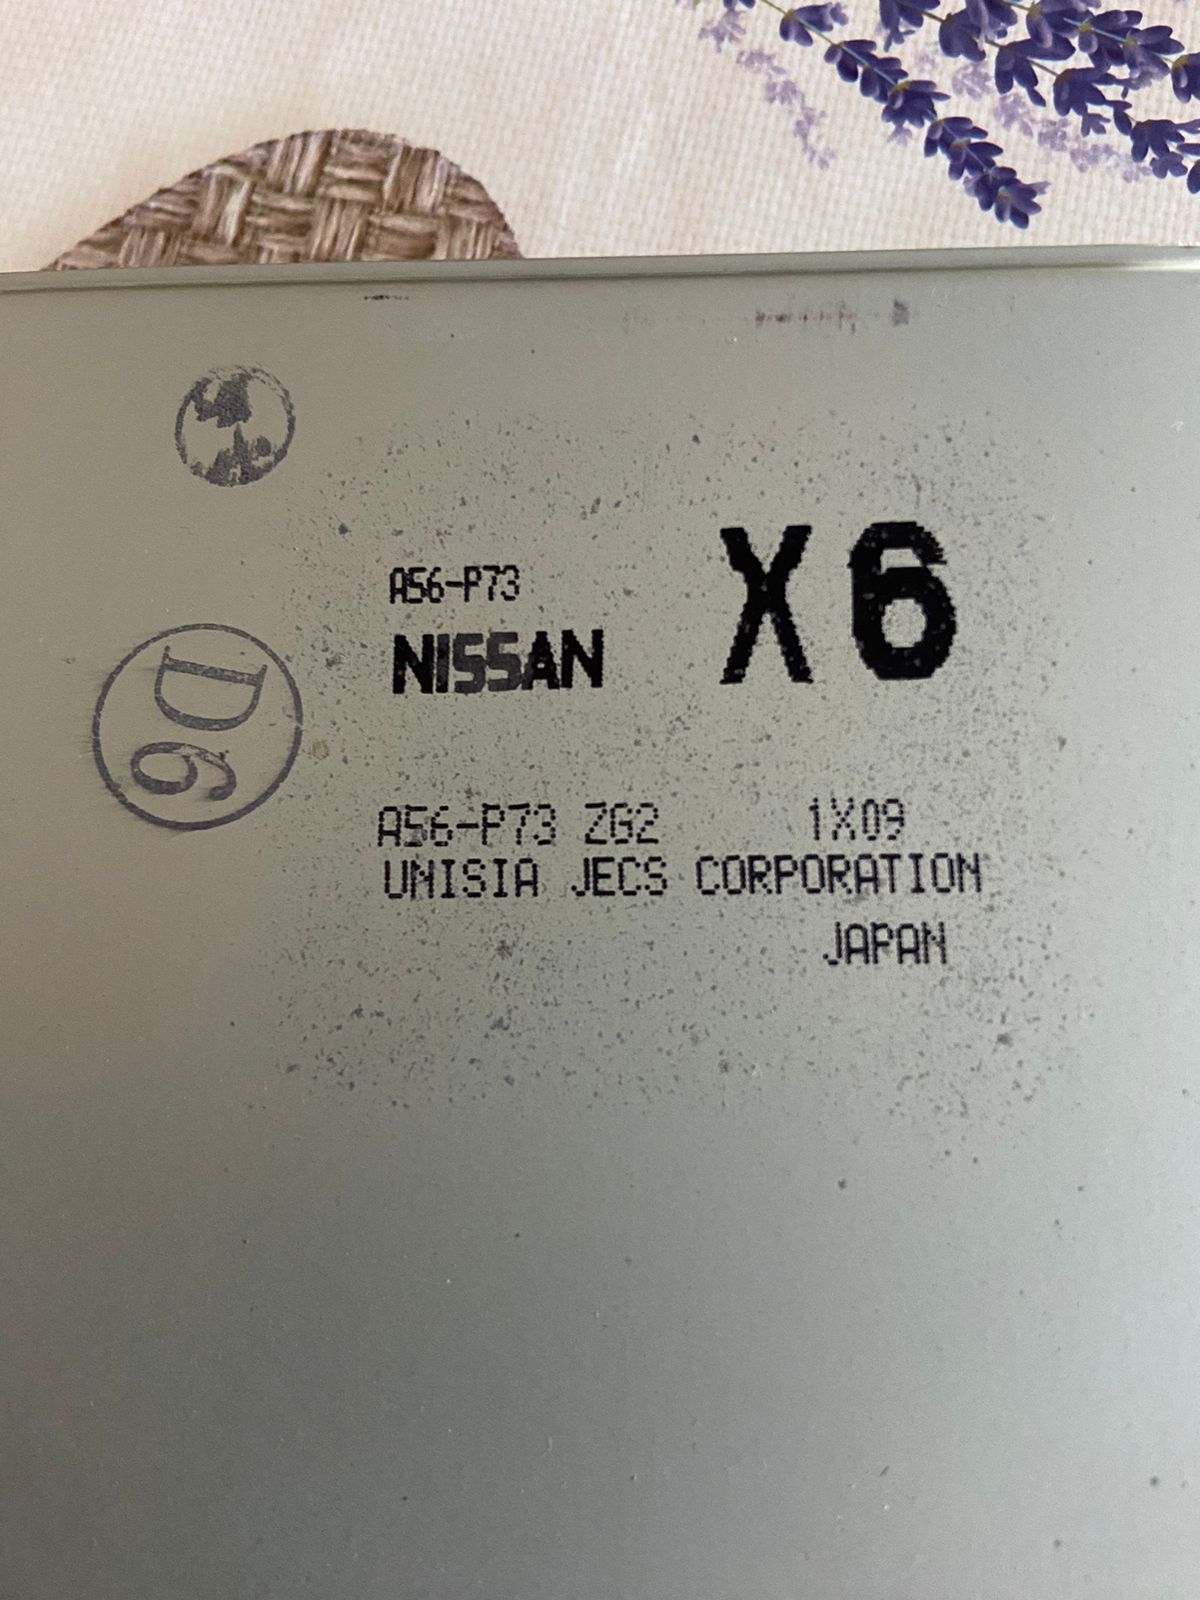 A56-P73
NISSAN
X6
D6
A56-P73 ZG2 1X09
UNISIA JECS CORPORATION
JAPAN